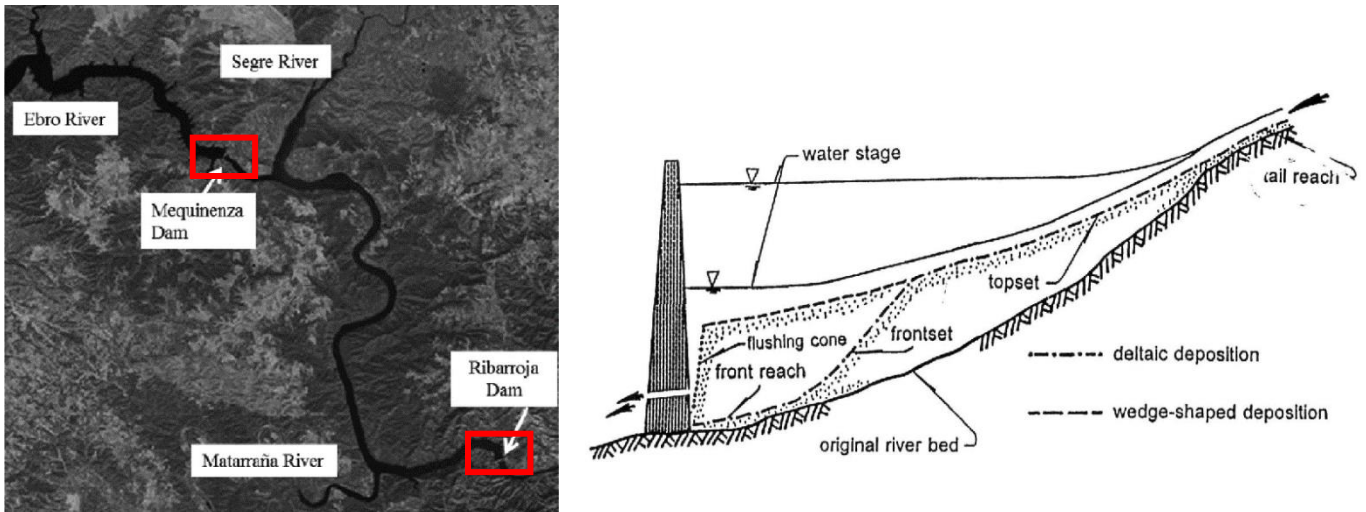 Segre River
Ebro River
Mequinenza
Dam
Ribarroja
Dam
Matarraña River
water stage
reach
topset
flushing cone
frontset
front reach
deltaic deposition
wedge-shaped deposition
original river bed